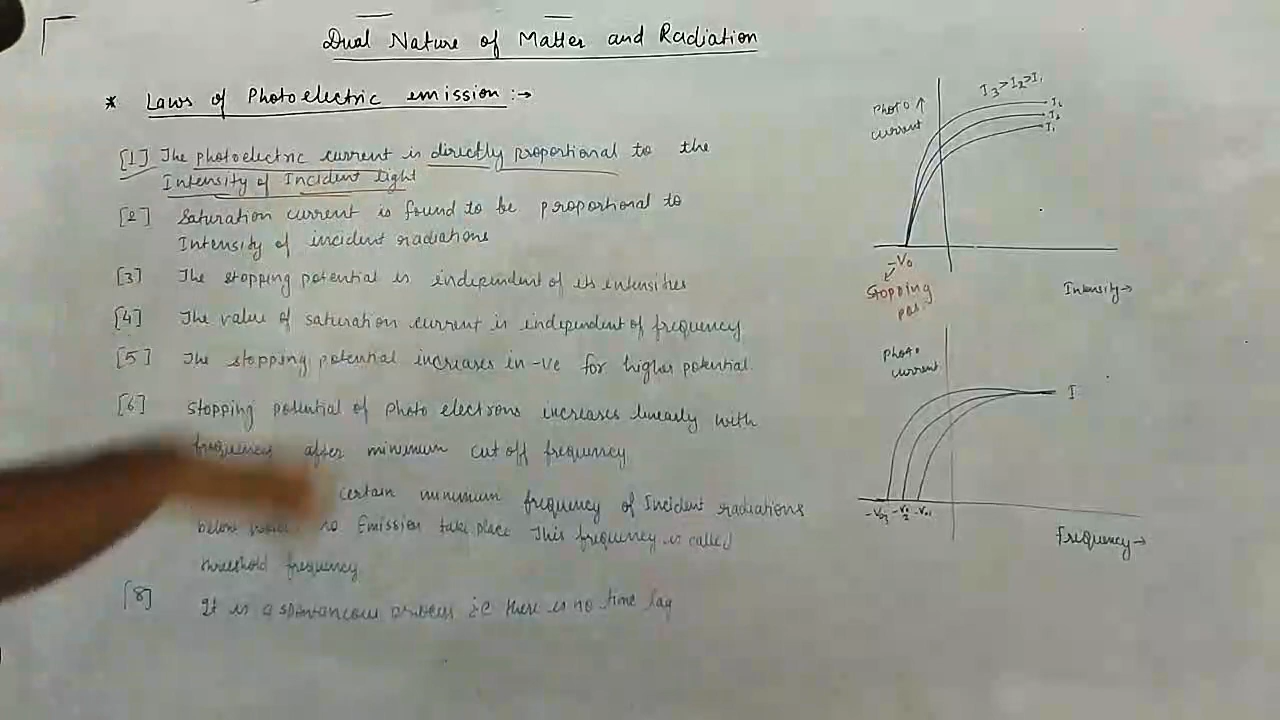 Dual Nature of Matter and Radiation
* Laws of Photoelectric emission :→
[1] The photoelectric current is directly proportional to the
Intensity of Incident light
[2] Saturation current is found to be proportional to
Intensity of incident radiations
[3] The stopping potential is independent of its intensities
[4] The value of saturation current is independent of frequency
[5] The stopping potential increases in -ve for higher potential.
[6] Stopping potential of photo electrons increases linearly with
frequency after minimum cut off frequency
certain minimum frequency of Incident radiations
below no Emission take place This frequency is called
threshold frequency
[8] It is a spontaneous process ie there is no time lag
Photo ↑
current
I₃>I₂>I₁
I₂
I₁
-V₀
Stopping
pot.
Intensity→
Photo
current
I
Frequency→